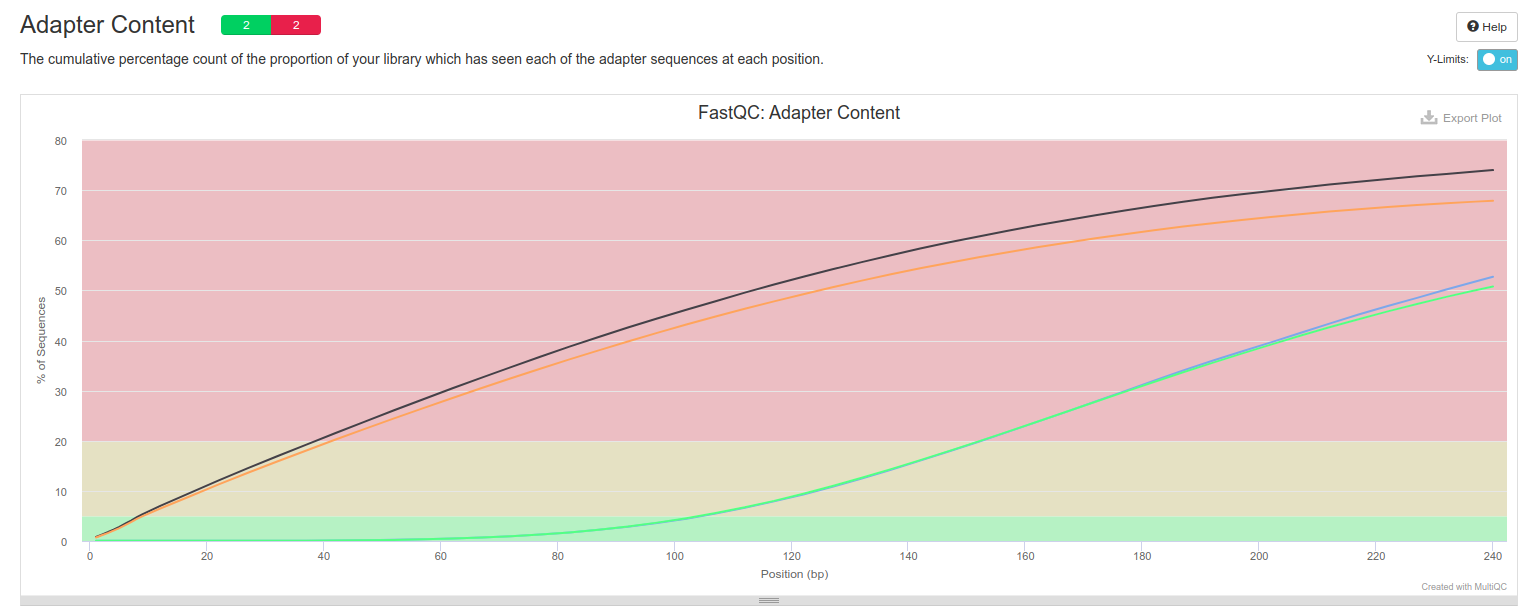 Adapter Content 2 2
Help
The cumulative percentage count of the proportion of your library which has seen each of the adapter sequences at each position.
Y-Limits: on
FastQC: Adapter Content
Export Plot
% of Sequences
80
70
60
50
40
30
20
10
0
0 20 40 60 80 100 120 140 160 180 200 220 240
Position (bp)
Created with MultiQC